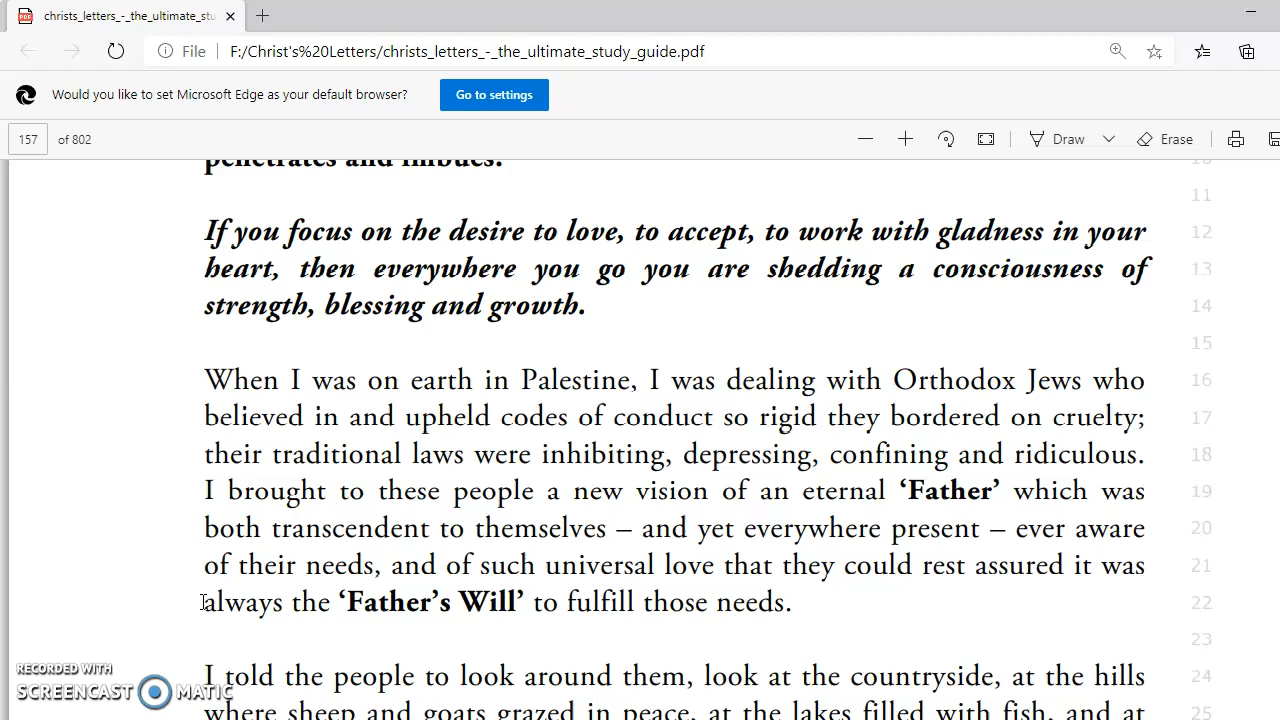 christs_letters_-_the_ultimate_stu
File F:/Christ's%20Letters/christs_letters_-_the_ultimate_study_guide.pdf
Would you like to set Microsoft Edge as your default browser? Go to settings
157 of 802 Draw Erase
penetrates and imbues.
11
If you focus on the desire to love, to accept, to work with gladness in your 12
heart, then everywhere you go you are shedding a consciousness of 13
strength, blessing and growth. 14
15
When I was on earth in Palestine, I was dealing with Orthodox Jews who 16
believed in and upheld codes of conduct so rigid they bordered on cruelty; 17
their traditional laws were inhibiting, depressing, confining and ridiculous. 18
I brought to these people a new vision of an eternal ‘Father’ which was 19
both transcendent to themselves – and yet everywhere present – ever aware 20
of their needs, and of such universal love that they could rest assured it was 21
always the ‘Father’s Will’ to fulfill those needs. 22
23
I told the people to look around them, look at the countryside, at the hills 24
where sheep and goats grazed in peace, at the lakes filled with fish, and at 25
RECORDED WITH
SCREENCAST MATIC